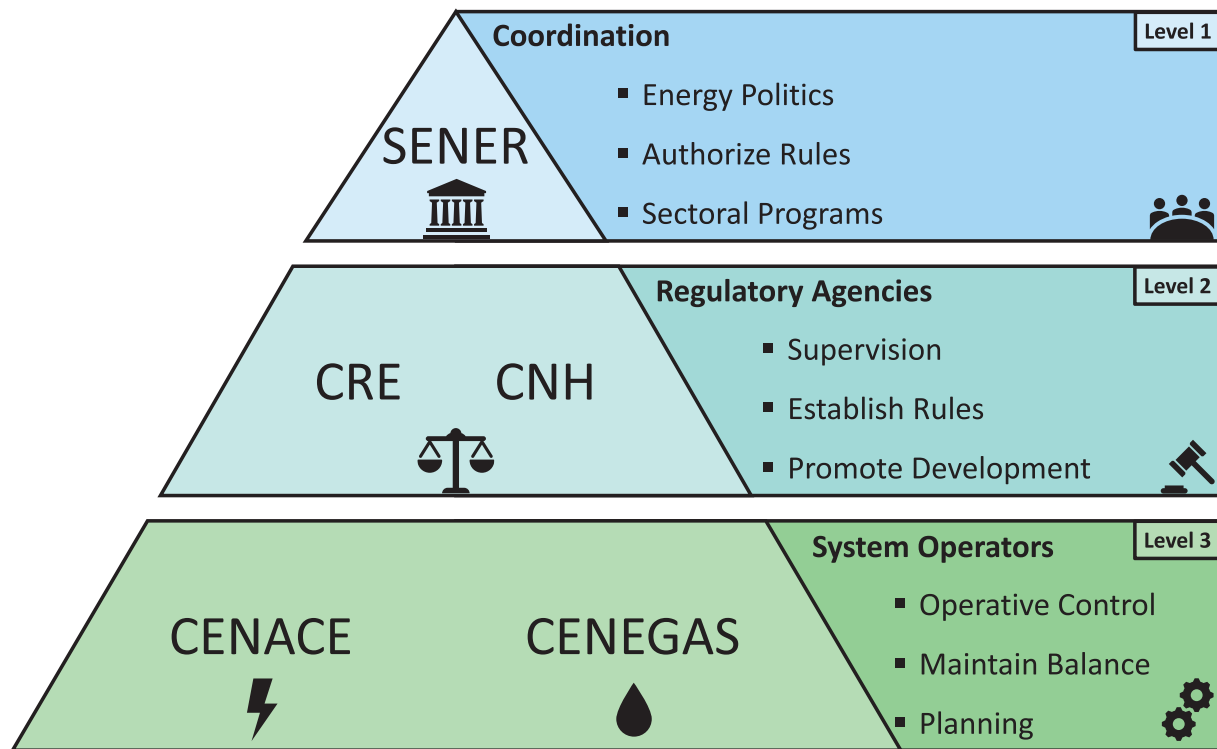 Coordination
Level 1
SENER
▪ Energy Politics
▪ Authorize Rules
▪ Sectoral Programs
Regulatory Agencies
Level 2
CRE CNH
▪ Supervision
▪ Establish Rules
▪ Promote Development
System Operators
Level 3
CENACE CENEGAS
▪ Operative Control
▪ Maintain Balance
▪ Planning